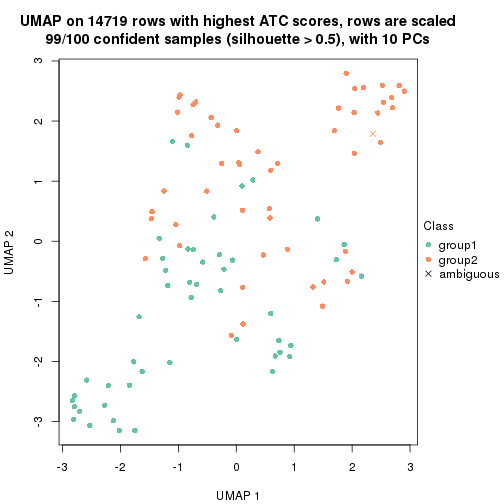 UMAP on 14719 rows with highest ATC scores, rows are scaled
99/100 confident samples (silhouette > 0.5), with 10 PCs
3
2
1
0
-1
-2
-3
UMAP 2
-3 -2 -1 0 1 2 3
UMAP 1
Class
group1
group2
ambiguous